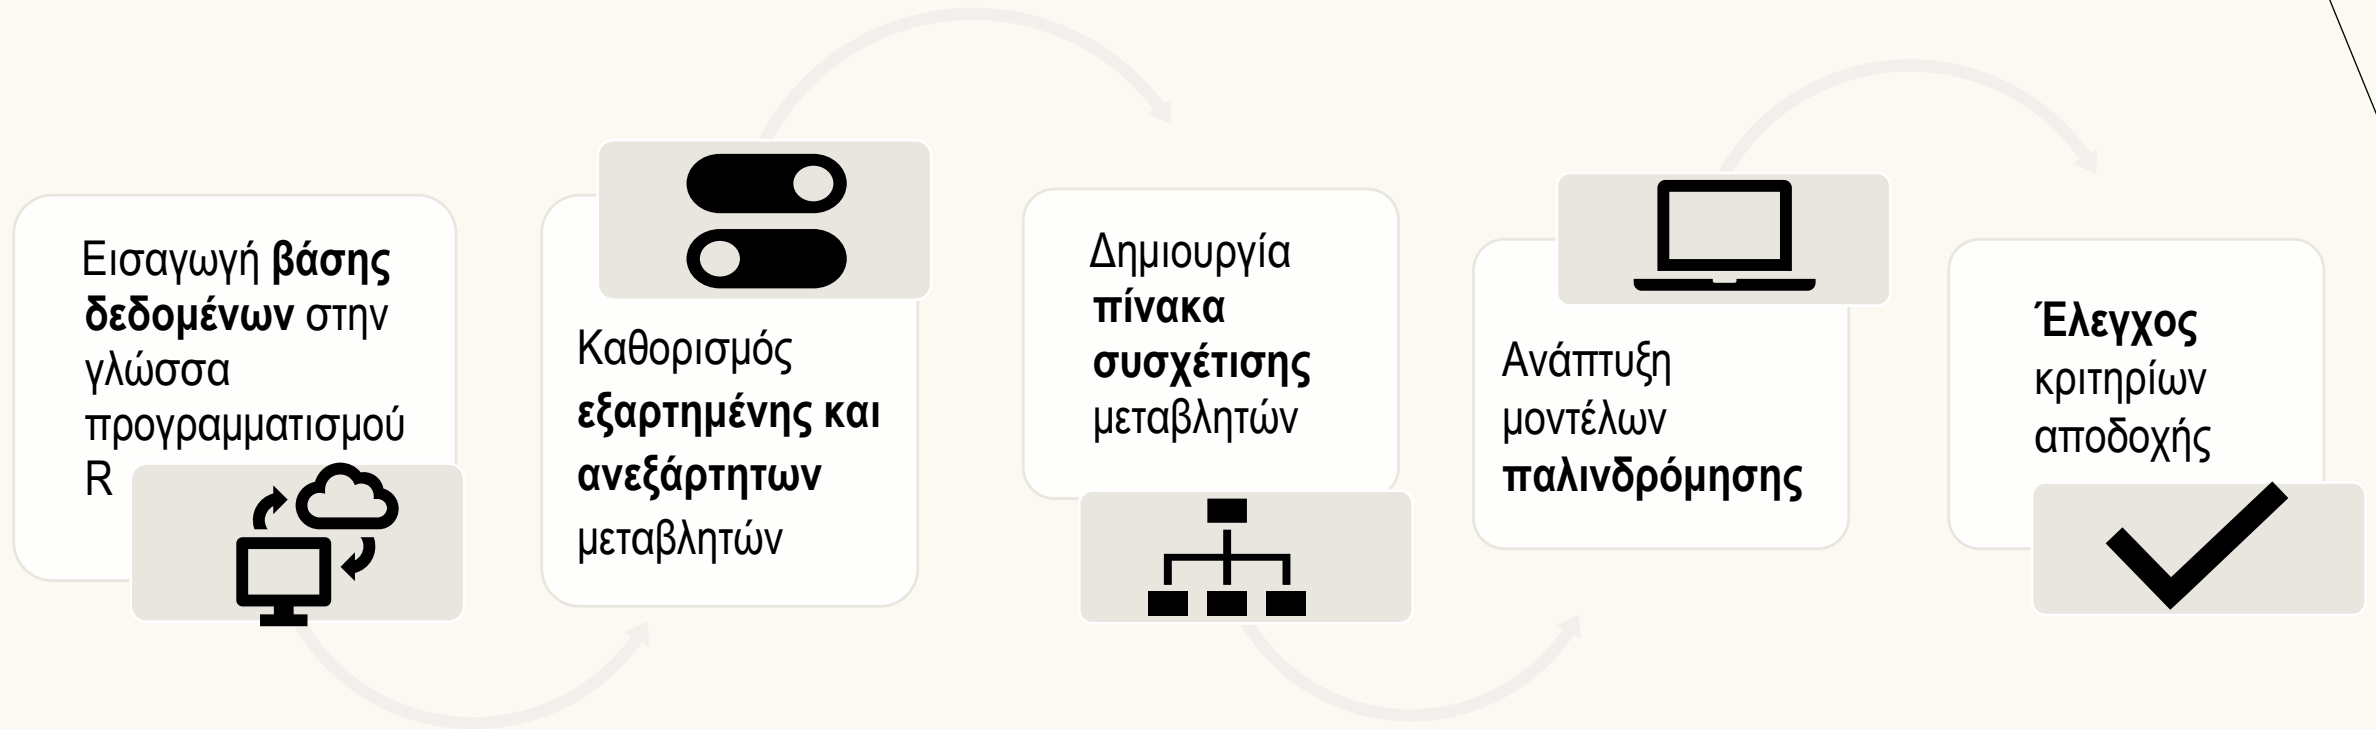 Εισαγωγή βάσης
δεδομένων στην
γλώσσα
προγραμματισμού
R
Καθορισμός
εξαρτημένης και
ανεξάρτητων
μεταβλητών
Δημιουργία
πίνακα
συσχέτισης
μεταβλητών
Ανάπτυξη
μοντέλων
παλινδρόμησης
Έλεγχος
κριτηρίων
αποδοχής